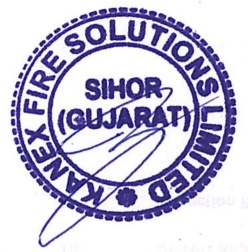 KANEX FIRE SOLUTIONS LIMITED
SIHOR
(GUJARAT)